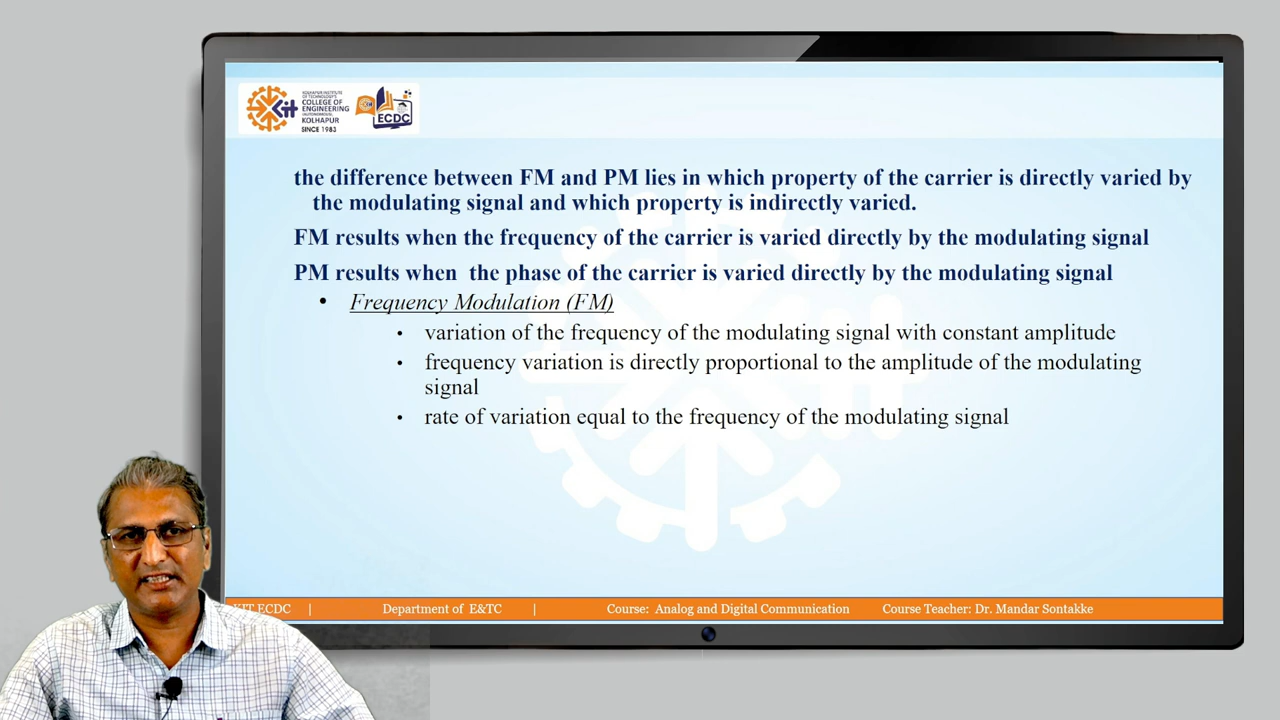 KOLHAPUR INSTITUTE
OF TECHNOLOGY'S
COLLEGE OF
ENGINEERING
(AUTONOMOUS)
KOLHAPUR
SINCE 1983
Kit
ECDC
the difference between FM and PM lies in which property of the carrier is directly varied by
the modulating signal and which property is indirectly varied.
FM results when the frequency of the carrier is varied directly by the modulating signal
PM results when the phase of the carrier is varied directly by the modulating signal
• Frequency Modulation (FM)
• variation of the frequency of the modulating signal with constant amplitude
• frequency variation is directly proportional to the amplitude of the modulating
signal
• rate of variation equal to the frequency of the modulating signal
KIT ECDC | Department of E&TC | Course: Analog and Digital Communication Course Teacher: Dr. Mandar Sontakke